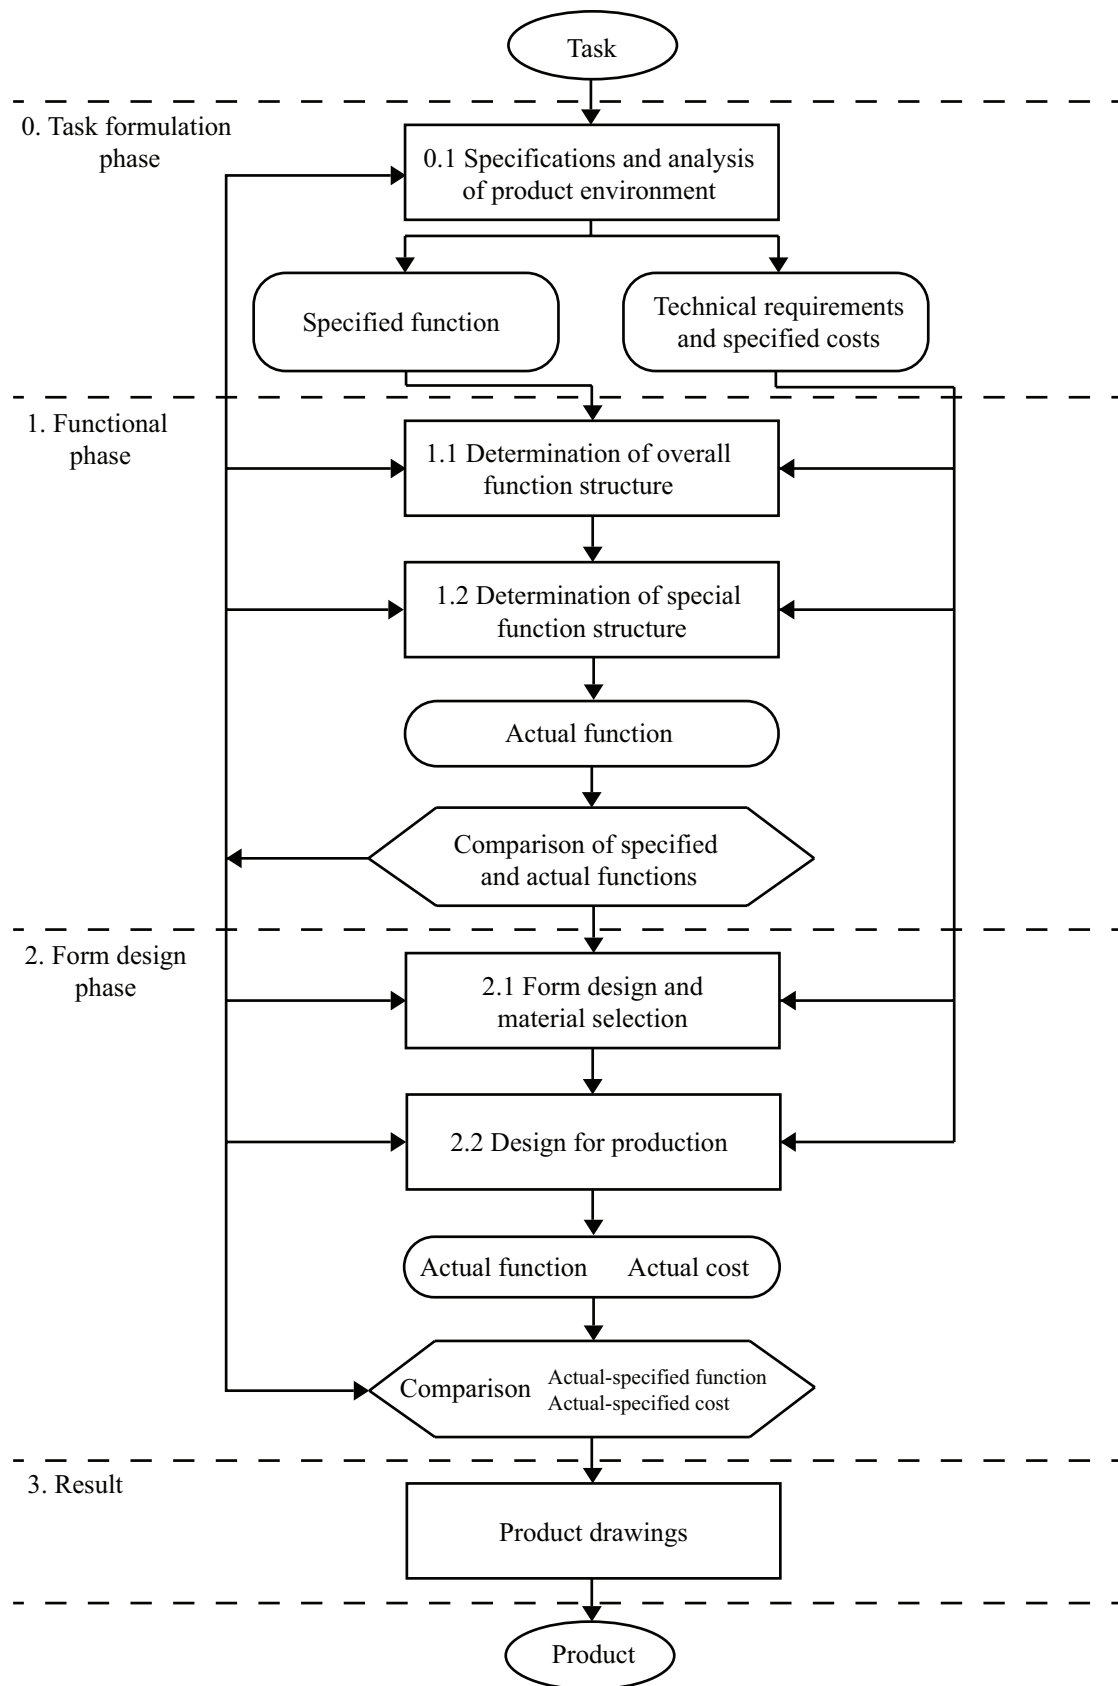 Task
0. Task formulation
phase
0.1 Specifications and analysis
of product environment
Specified function
Technical requirements
and specified costs
1. Functional
phase
1.1 Determination of overall
function structure
1.2 Determination of special
function structure
Actual function
Comparison of specified
and actual functions
2. Form design
phase
2.1 Form design and
material selection
2.2 Design for production
Actual function Actual cost
Comparison
Actual-specified function
Actual-specified cost
3. Result
Product drawings
Product